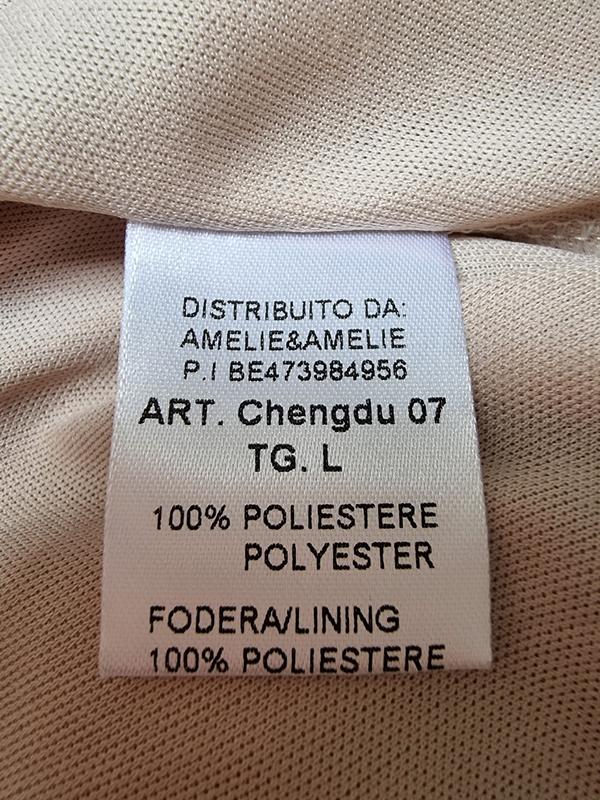 DISTRIBUITO DA:
AMELIE&AMELIE
P.I BE473984956
ART. Chengdu 07
TG. L
100% POLIESTERE
POLYESTER
FODERA/LINING
100% POLIESTERE